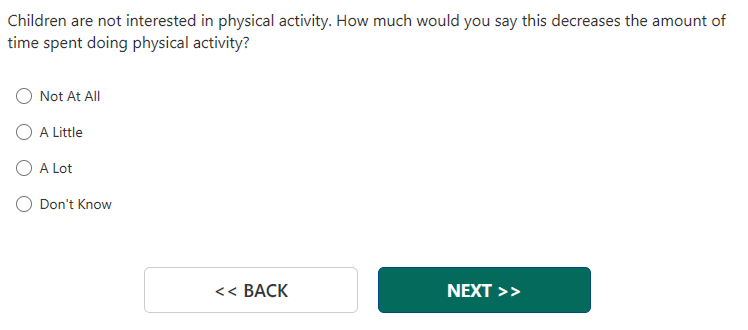 Children are not interested in physical activity. How much would you say this decreases the amount of
time spent doing physical activity?
Not At All
A Little
A Lot
Don't Know
<< BACK
NEXT >>